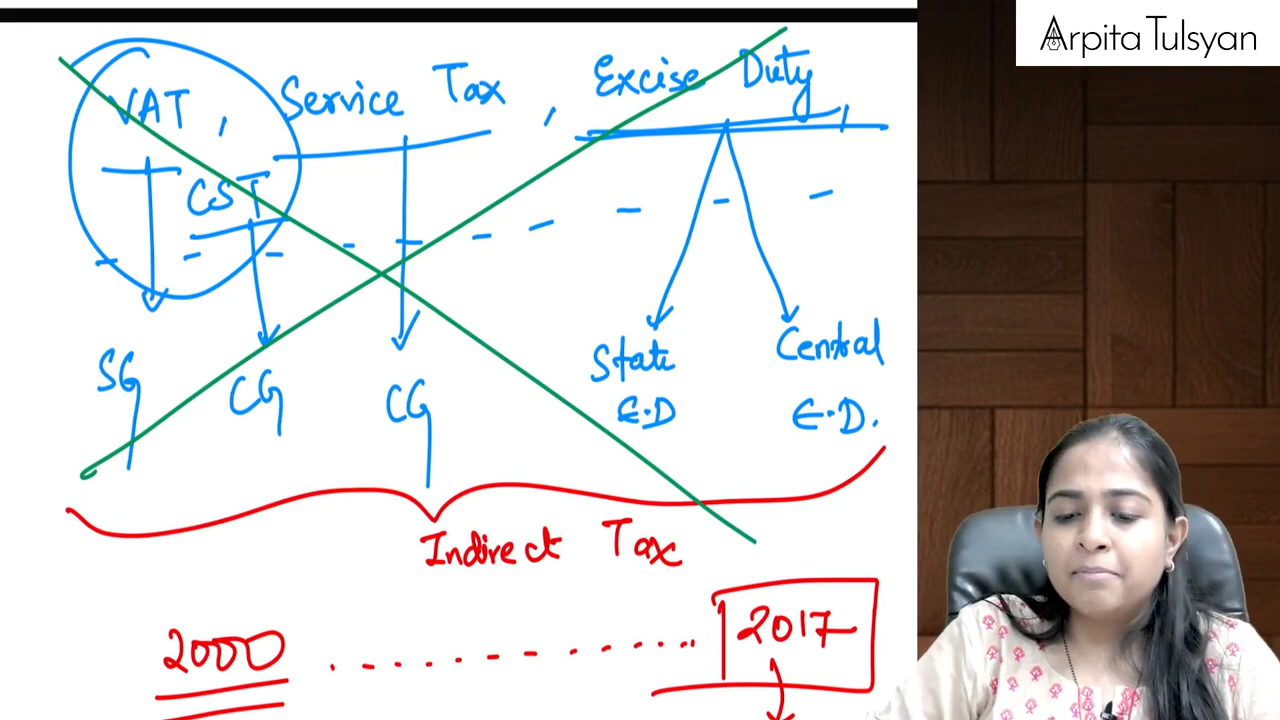 Arpita Tulsyan
VAT, Service Tax, Excise Duty,
CST
SG CG CG State E.D Central E.D.
Indirect Tax
2000 ........ 2017